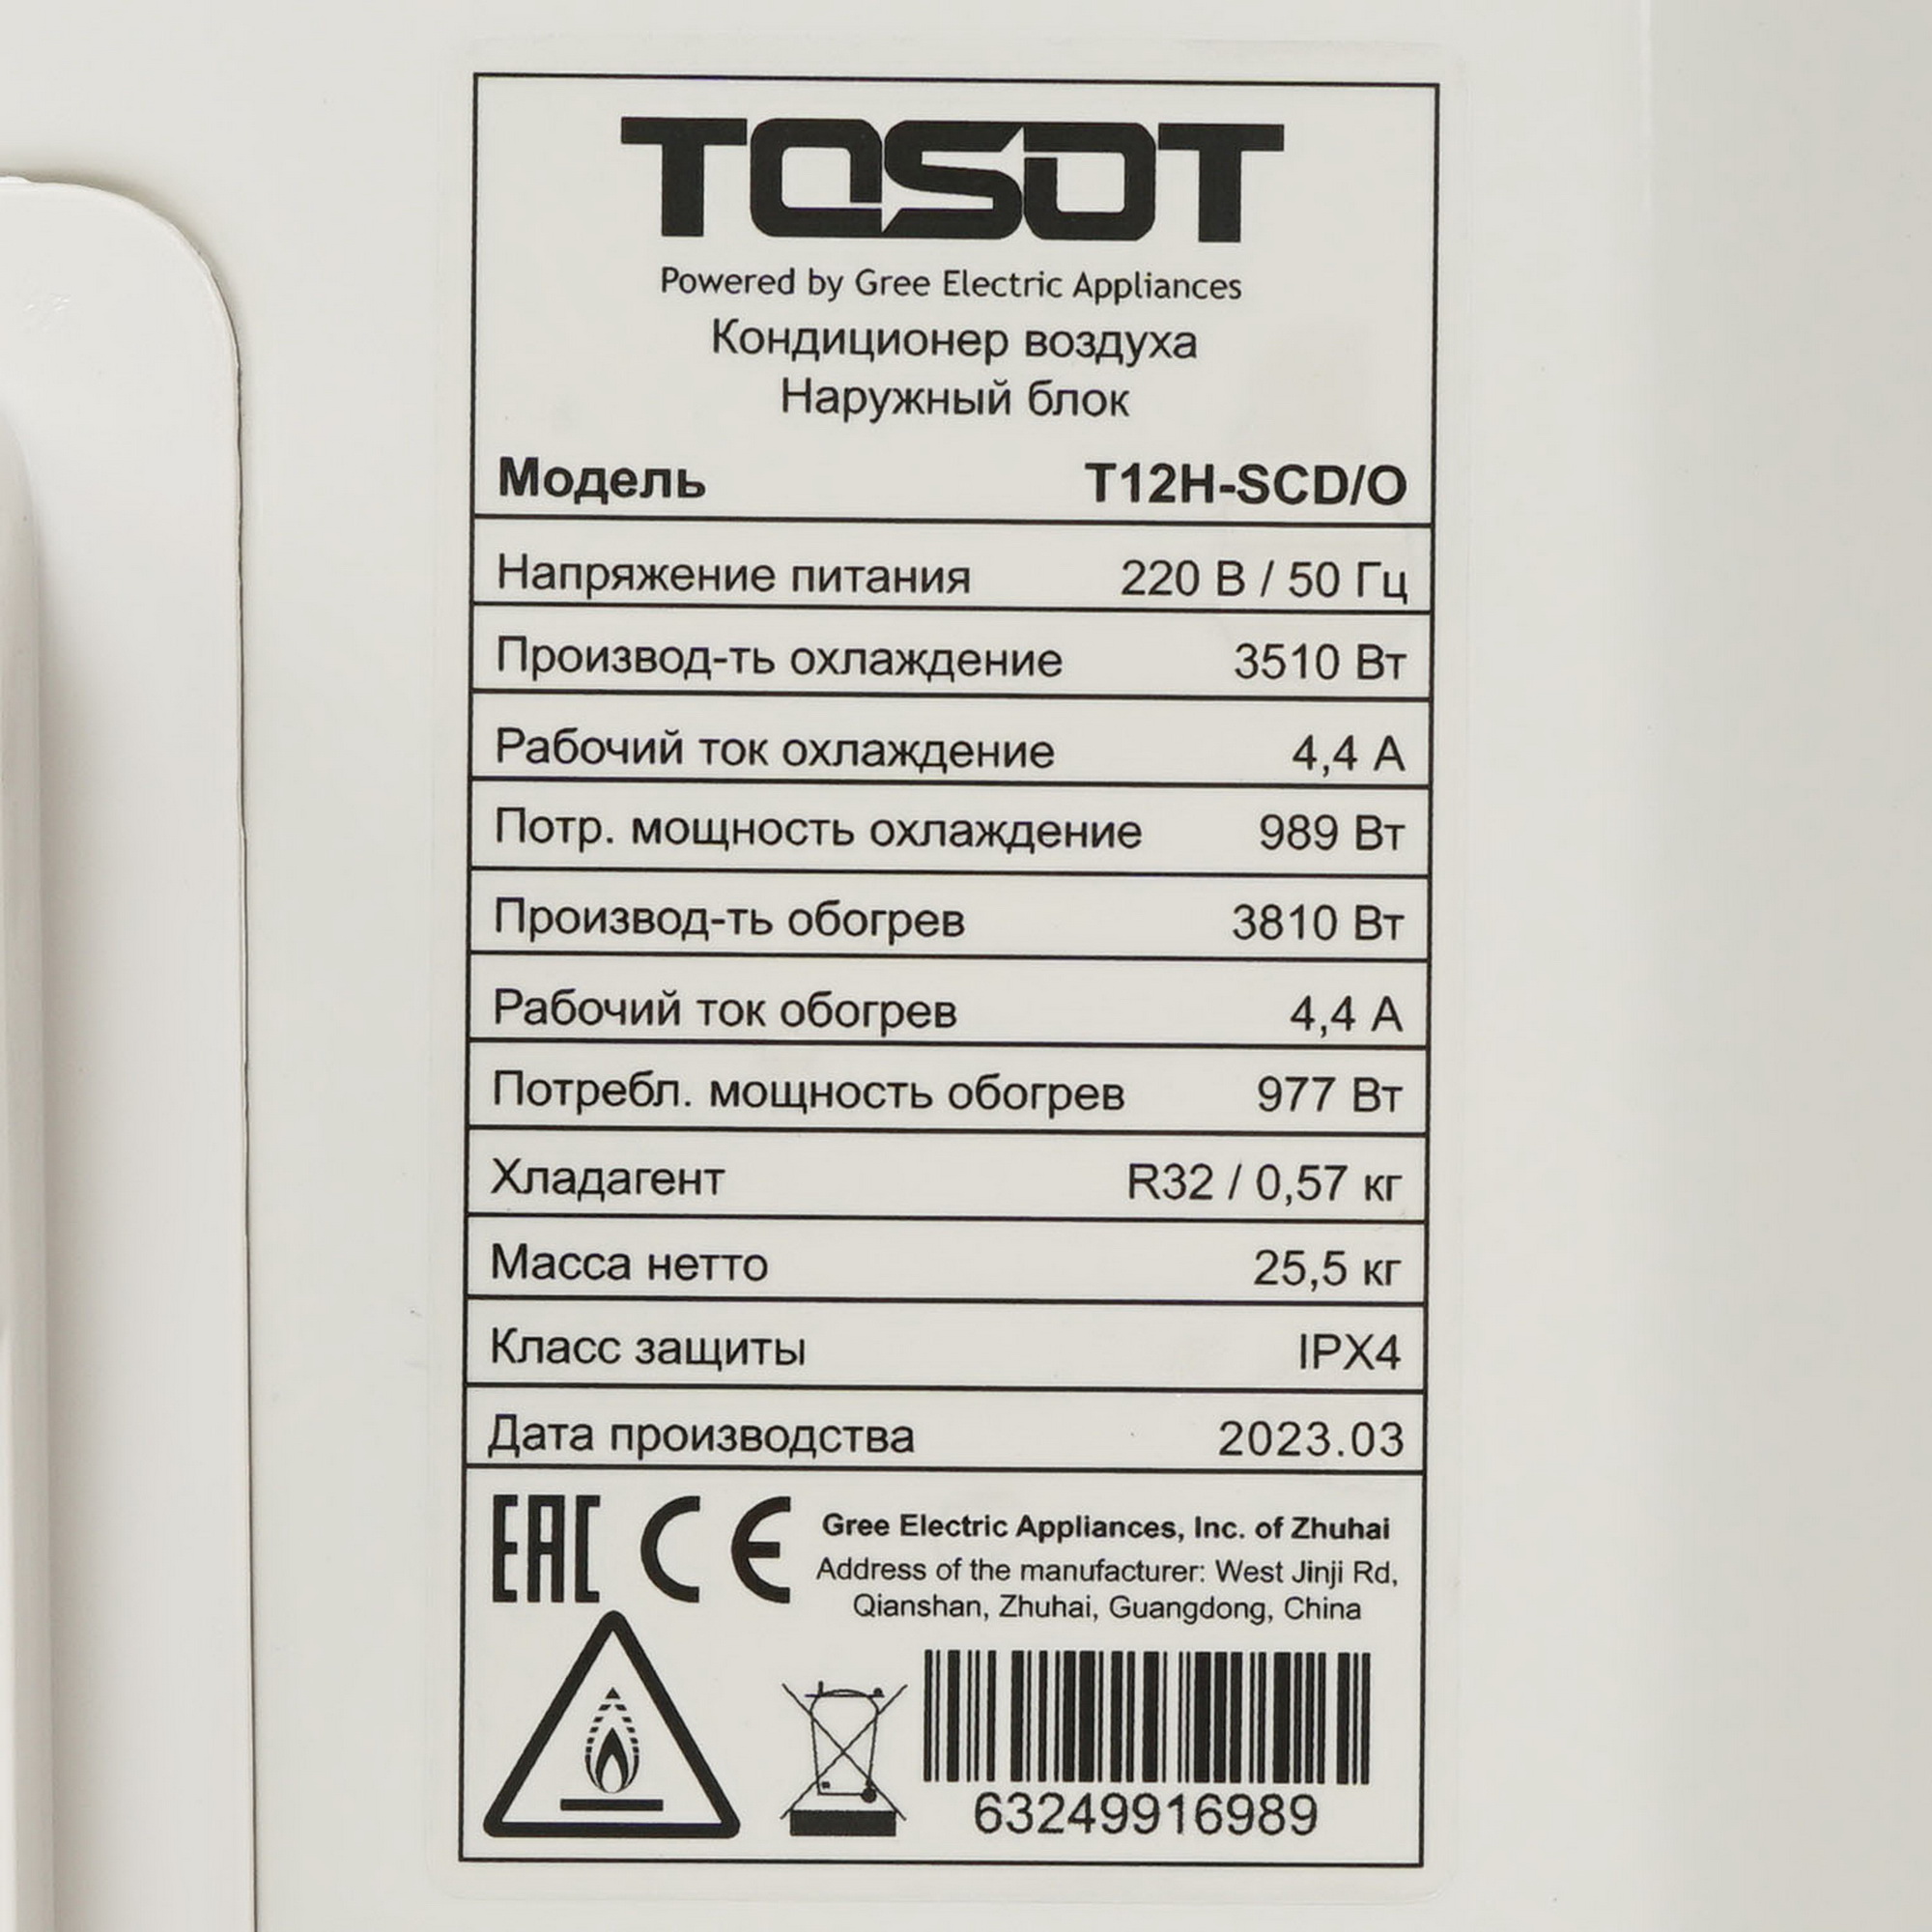 TOSOT
Powered by Gree Electric Appliances
Кондиционер воздуха
Наружный блок
Модель T12H-SCD/O
Напряжение питания 220 В / 50 Гц
Производ-ть охлаждение 3510 Вт
Рабочий ток охлаждение 4,4 А
Потр. мощность охлаждение 989 Вт
Производ-ть обогрев 3810 Вт
Рабочий ток обогрев 4,4 А
Потребл. мощность обогрев 977 Вт
Хладагент R32 / 0,57 кг
Масса нетто 25,5 кг
Класс защиты IPX4
Дата производства 2023.03
EAC CE Gree Electric Appliances, Inc. of Zhuhai
Address of the manufacturer: West Jinji Rd,
Qianshan, Zhuhai, Guangdong, China
63249916989